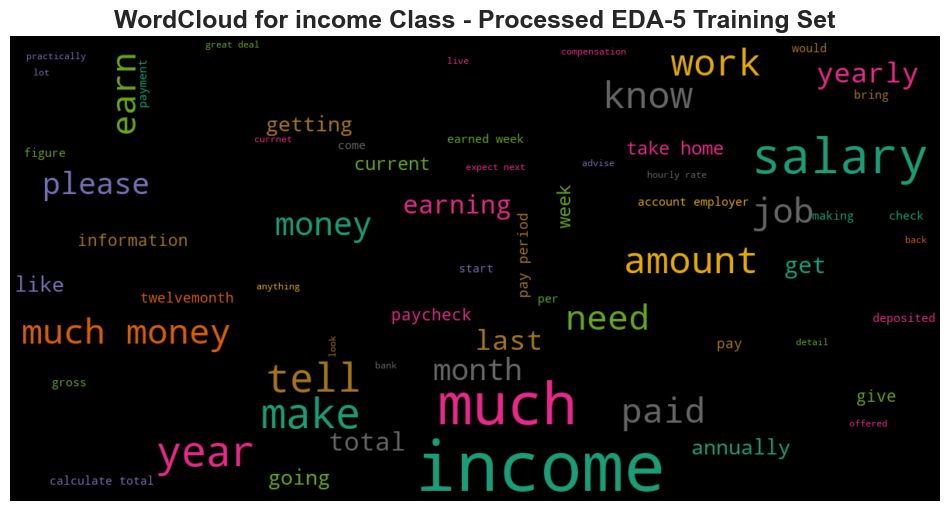 WordCloud for income Class - Processed EDA-5 Training Set
practically
great deal
compensation
would
lot
payment
live
work
yearly
earn
know
bring
getting
currnet
come
earned week
figure
current
expect next
advise
take home
hourly rate
salary
please
earning
week
account employer
job
making
check
money
information
pay period
back
start
amount
get
like
twelvemonth
anything
per
much money
paycheck
need
deposited
look
last
pay
detail
gross
tell
bank
month
make
much
paid
give
offered
year
total
annually
calculate total
going
income